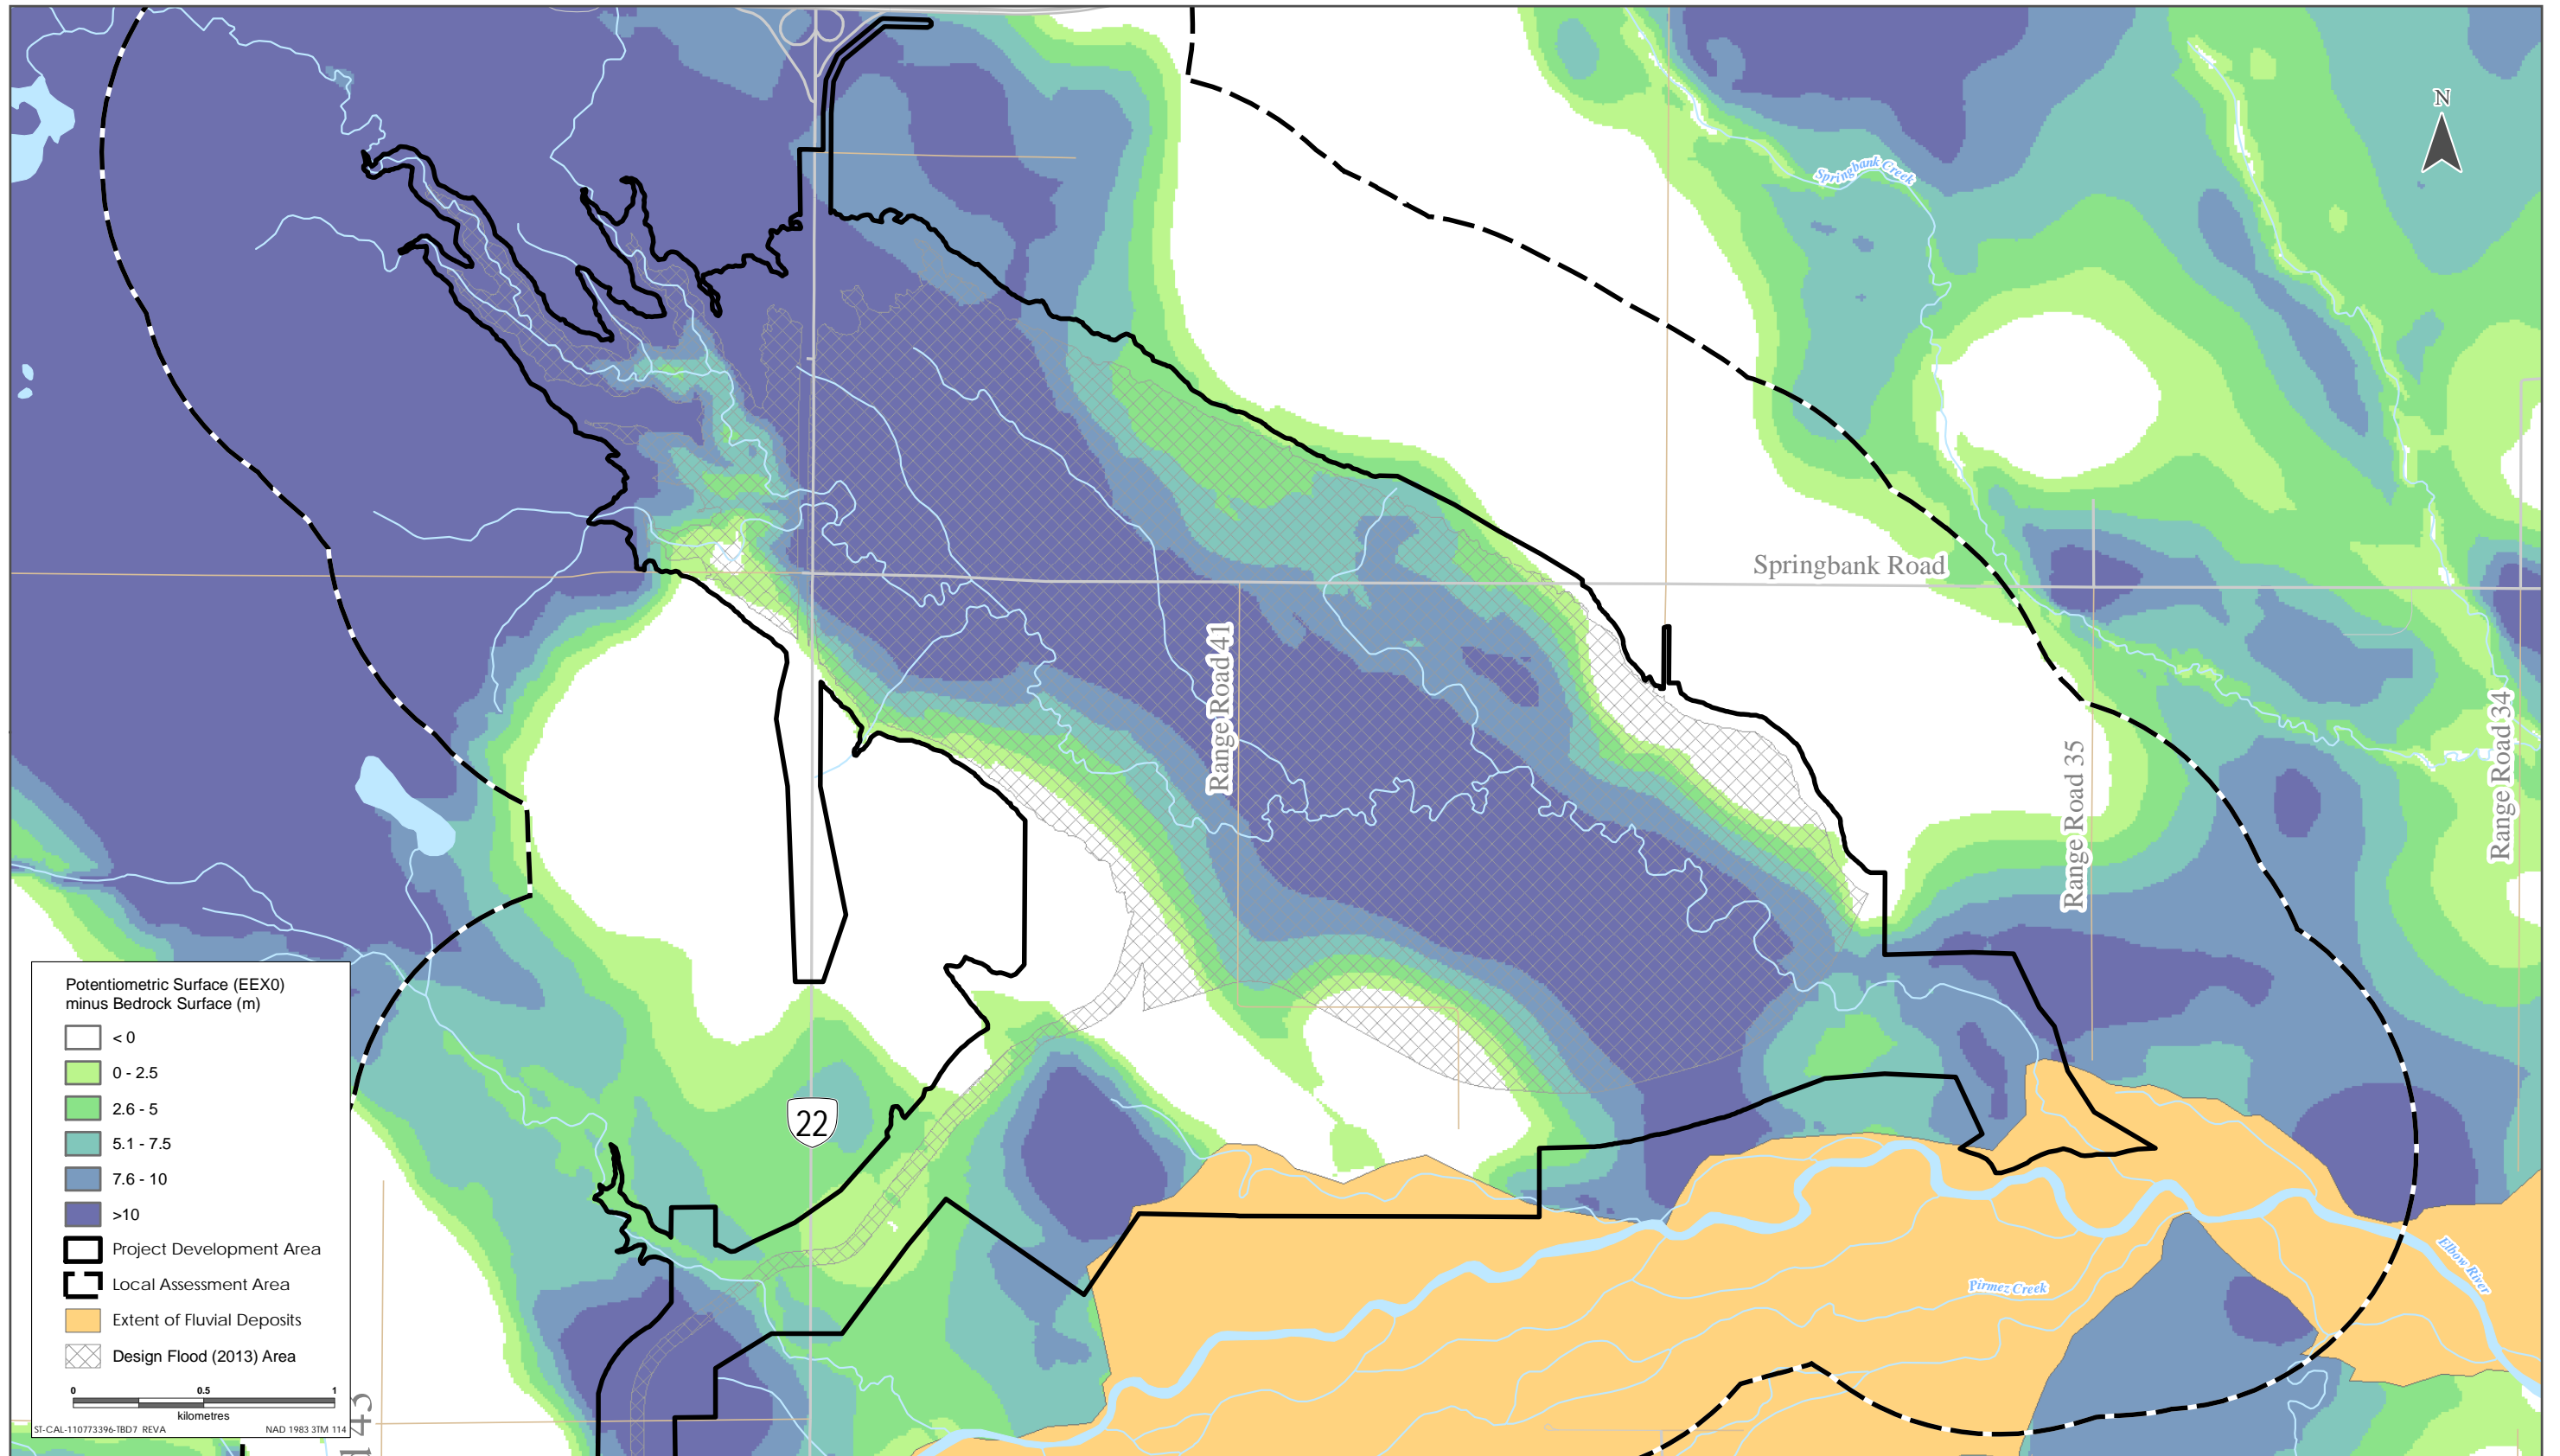 N
Springbank Creek
Springbank Road
Range Road 41
Range Road 35
Range Road 34
22
Elbow River
Pirmez Creek
Potentiometric Surface (EEX0)
minus Bedrock Surface (m)
< 0
0 - 2.5
2.6 - 5
5.1 - 7.5
7.6 - 10
>10
Project Development Area
Local Assessment Area
Extent of Fluvial Deposits
Design Flood (2013) Area
0 0.5 1
kilometres
ST-CAL-110773396-TBD7 REVA NAD 1983 3TM 114